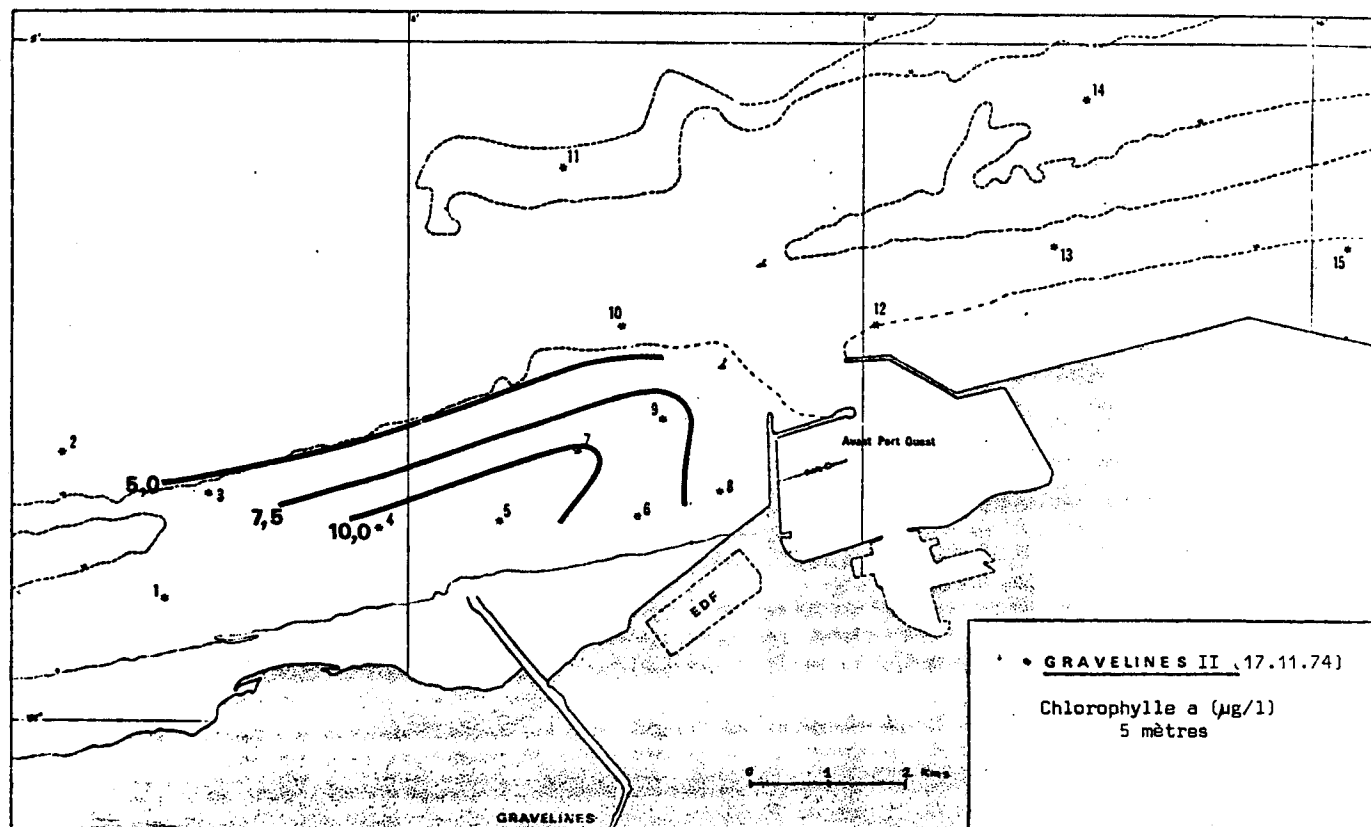 14
11
13
15
12
10
9
2
7
5,0
3
7,5
8
10,0
4
5
6
Avant Port Ouest
1
EDF
GRAVELINES II (17.11.74)
Chlorophylle a (µg/l)
5 mètres
0 1 2 Kms
GRAVELINES